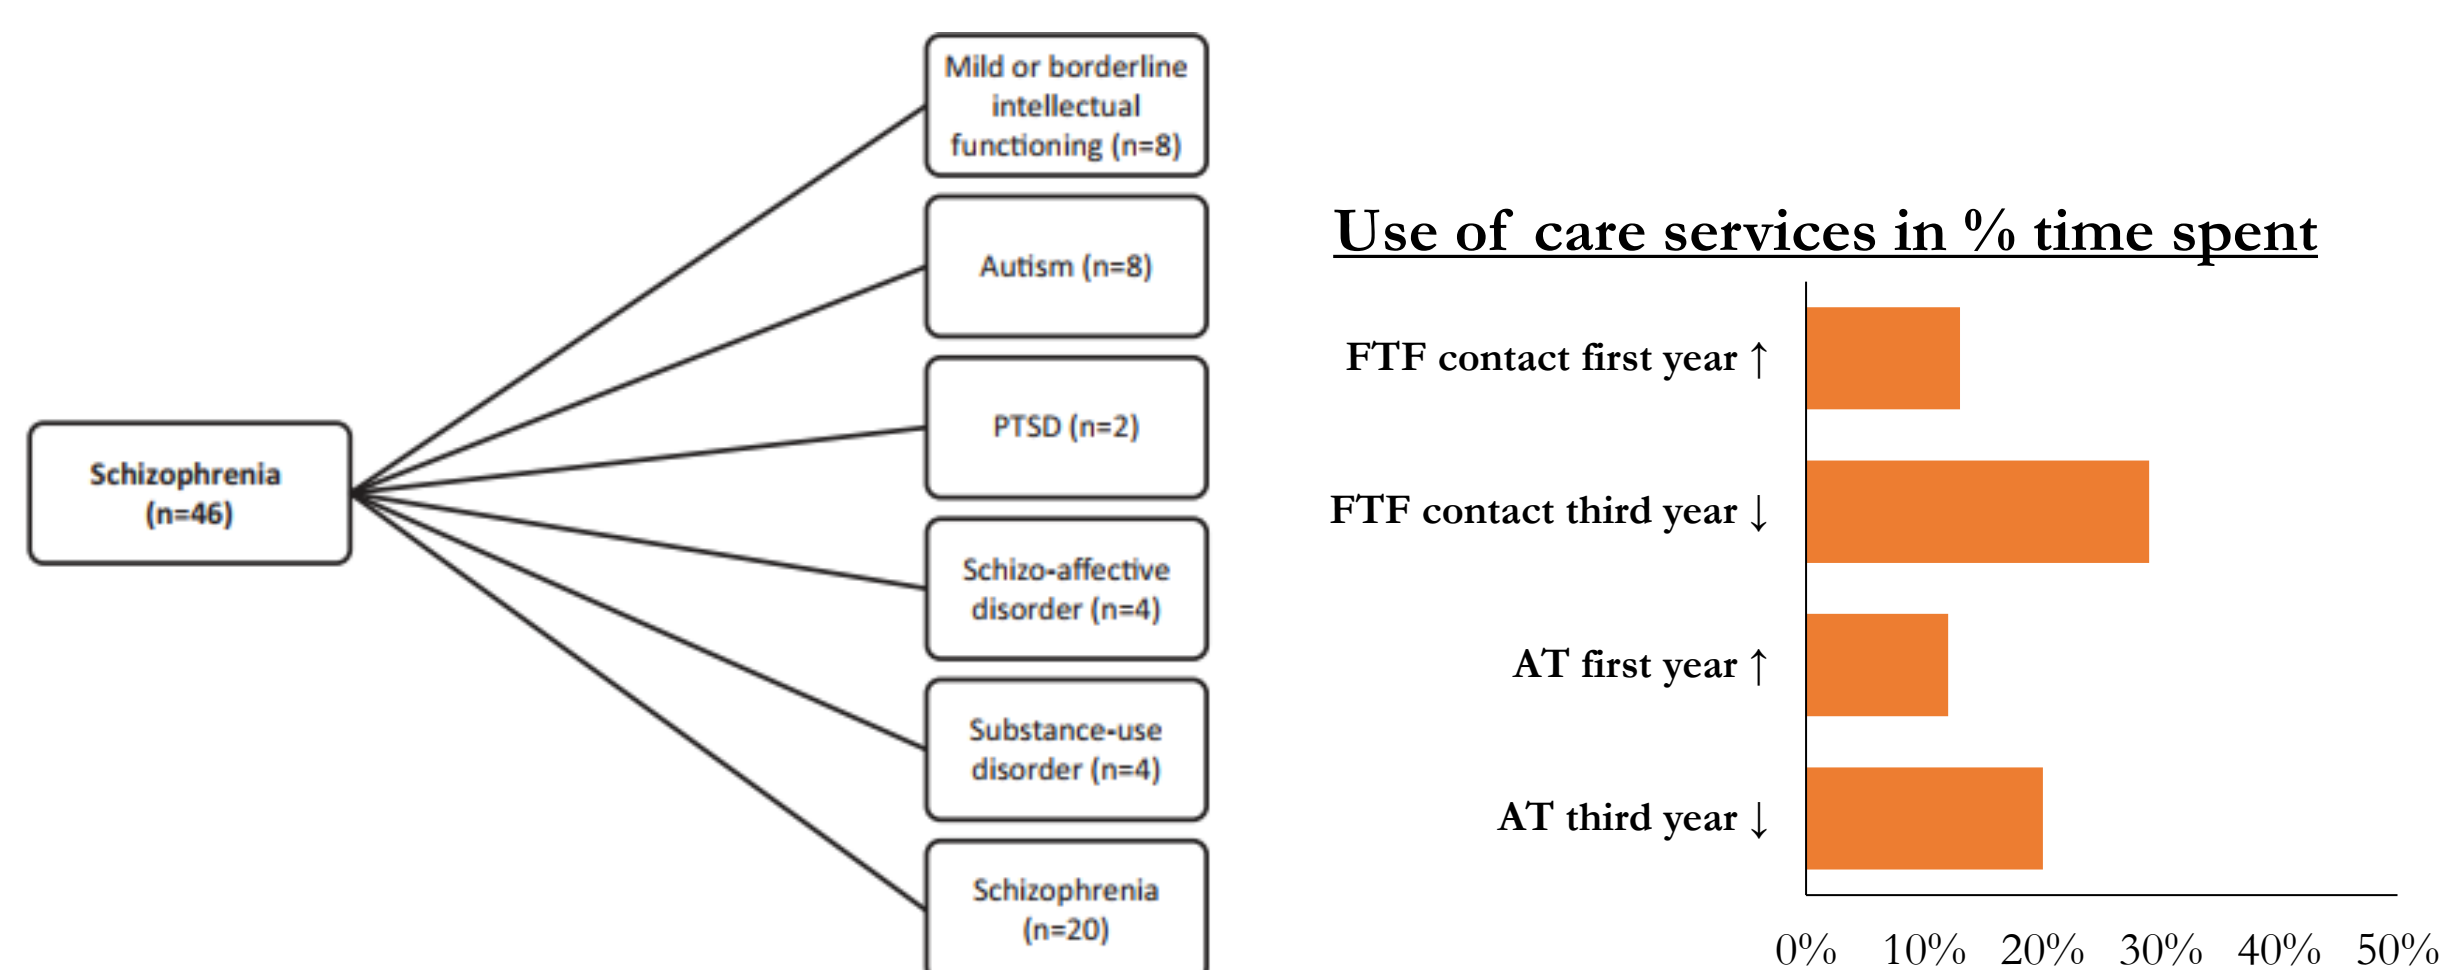 Mild or borderline
intellectual
functioning (n=8)
Autism (n=8)
PTSD (n=2)
Schizophrenia
(n=46)
Schizo-affective
disorder (n=4)
Substance-use
disorder (n=4)
Schizophrenia
(n=20)
Use of care services in % time spent
FTF contact first year ↑
FTF contact third year ↓
AT first year ↑
AT third year ↓
0% 10% 20% 30% 40% 50%